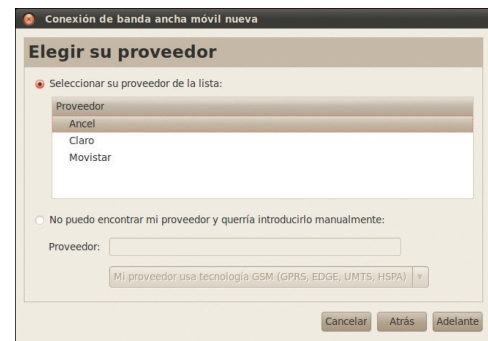 Conexión de banda ancha móvil nueva
Elegir su proveedor
Seleccionar su proveedor de la lista:
Proveedor
Ancel
Claro
Movistar
No puedo encontrar mi proveedor y querría introducirlo manualmente:
Proveedor:
Mi proveedor usa tecnología GSM (GPRS, EDGE, UMTS, HSPA)
Cancelar Atrás Adelante